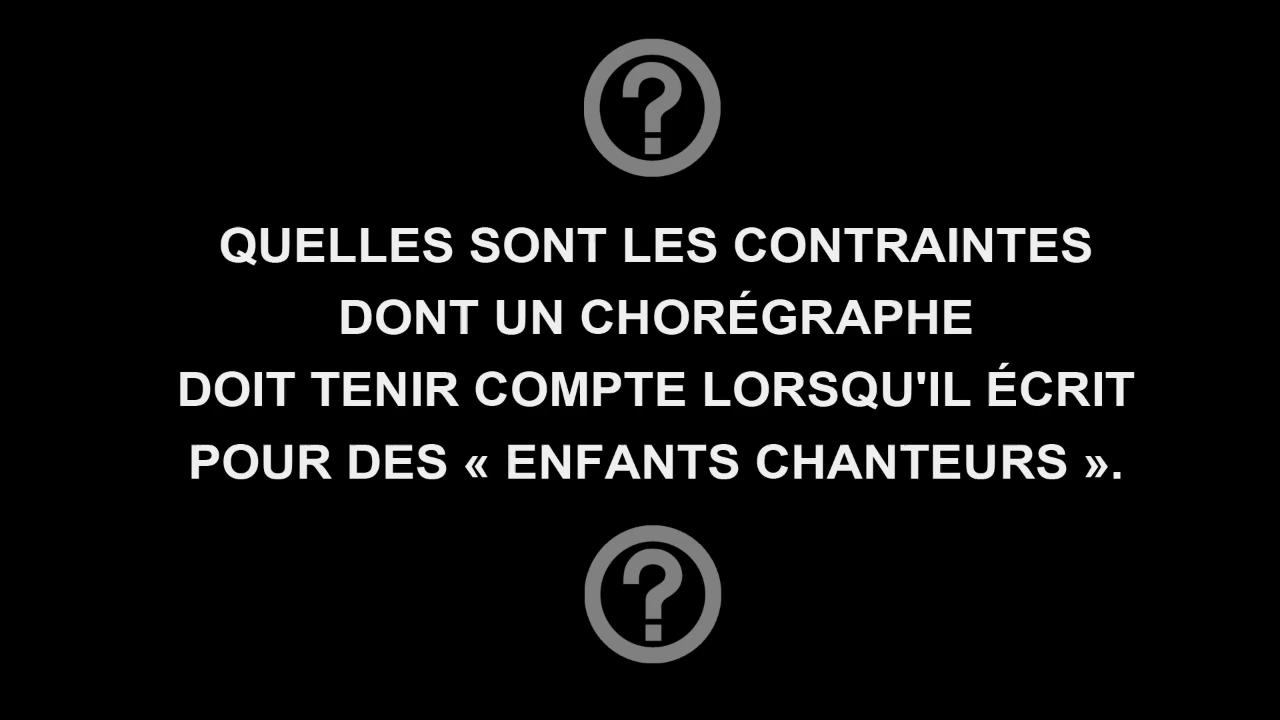 QUELLES SONT LES CONTRAINTES
DONT UN CHORÉGRAPHE
DOIT TENIR COMPTE LORSQU'IL ÉCRIT
POUR DES « ENFANTS CHANTEURS ».